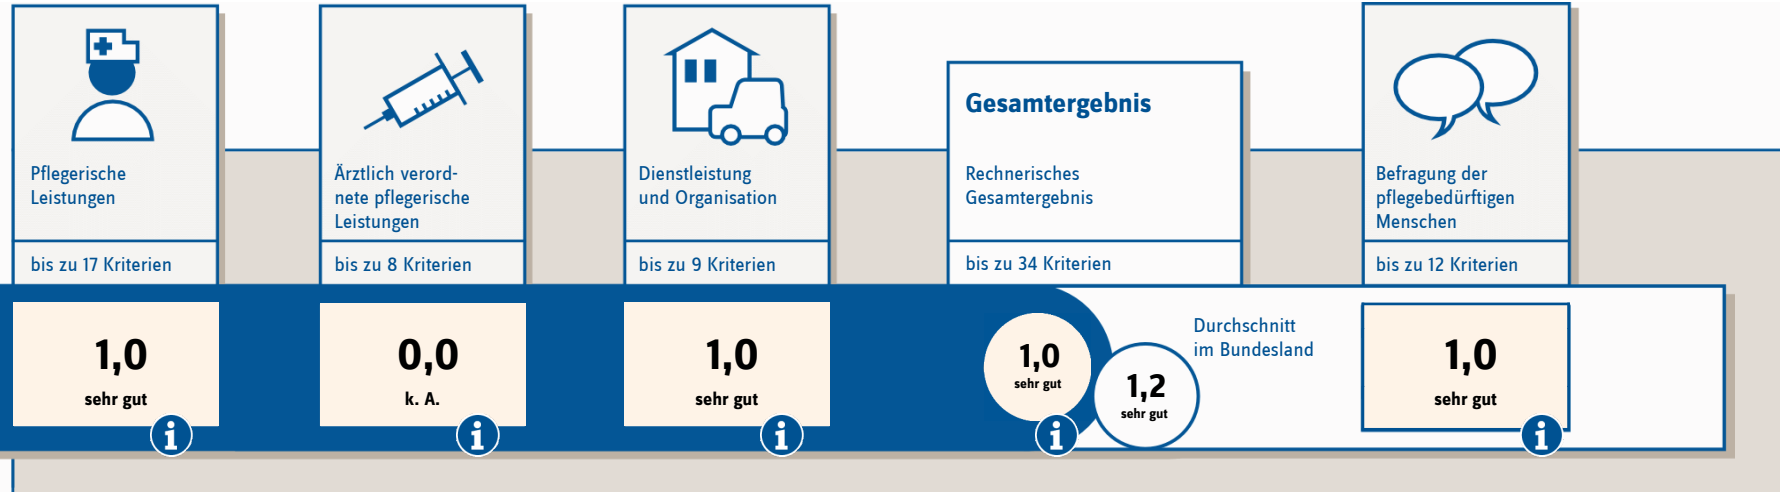 Pflegerische
Leistungen
bis zu 17 Kriterien
1,0
sehr gut
i
Ärztlich verord-
nete pflegerische
Leistungen
bis zu 8 Kriterien
0,0
k. A.
i
Dienstleistung
und Organisation
bis zu 9 Kriterien
1,0
sehr gut
i
Gesamtergebnis
Rechnerisches
Gesamtergebnis
bis zu 34 Kriterien
1,0
sehr gut
i
Durchschnitt
im Bundesland
1,2
sehr gut
Befragung der
pflegebedürftigen
Menschen
bis zu 12 Kriterien
1,0
sehr gut
i